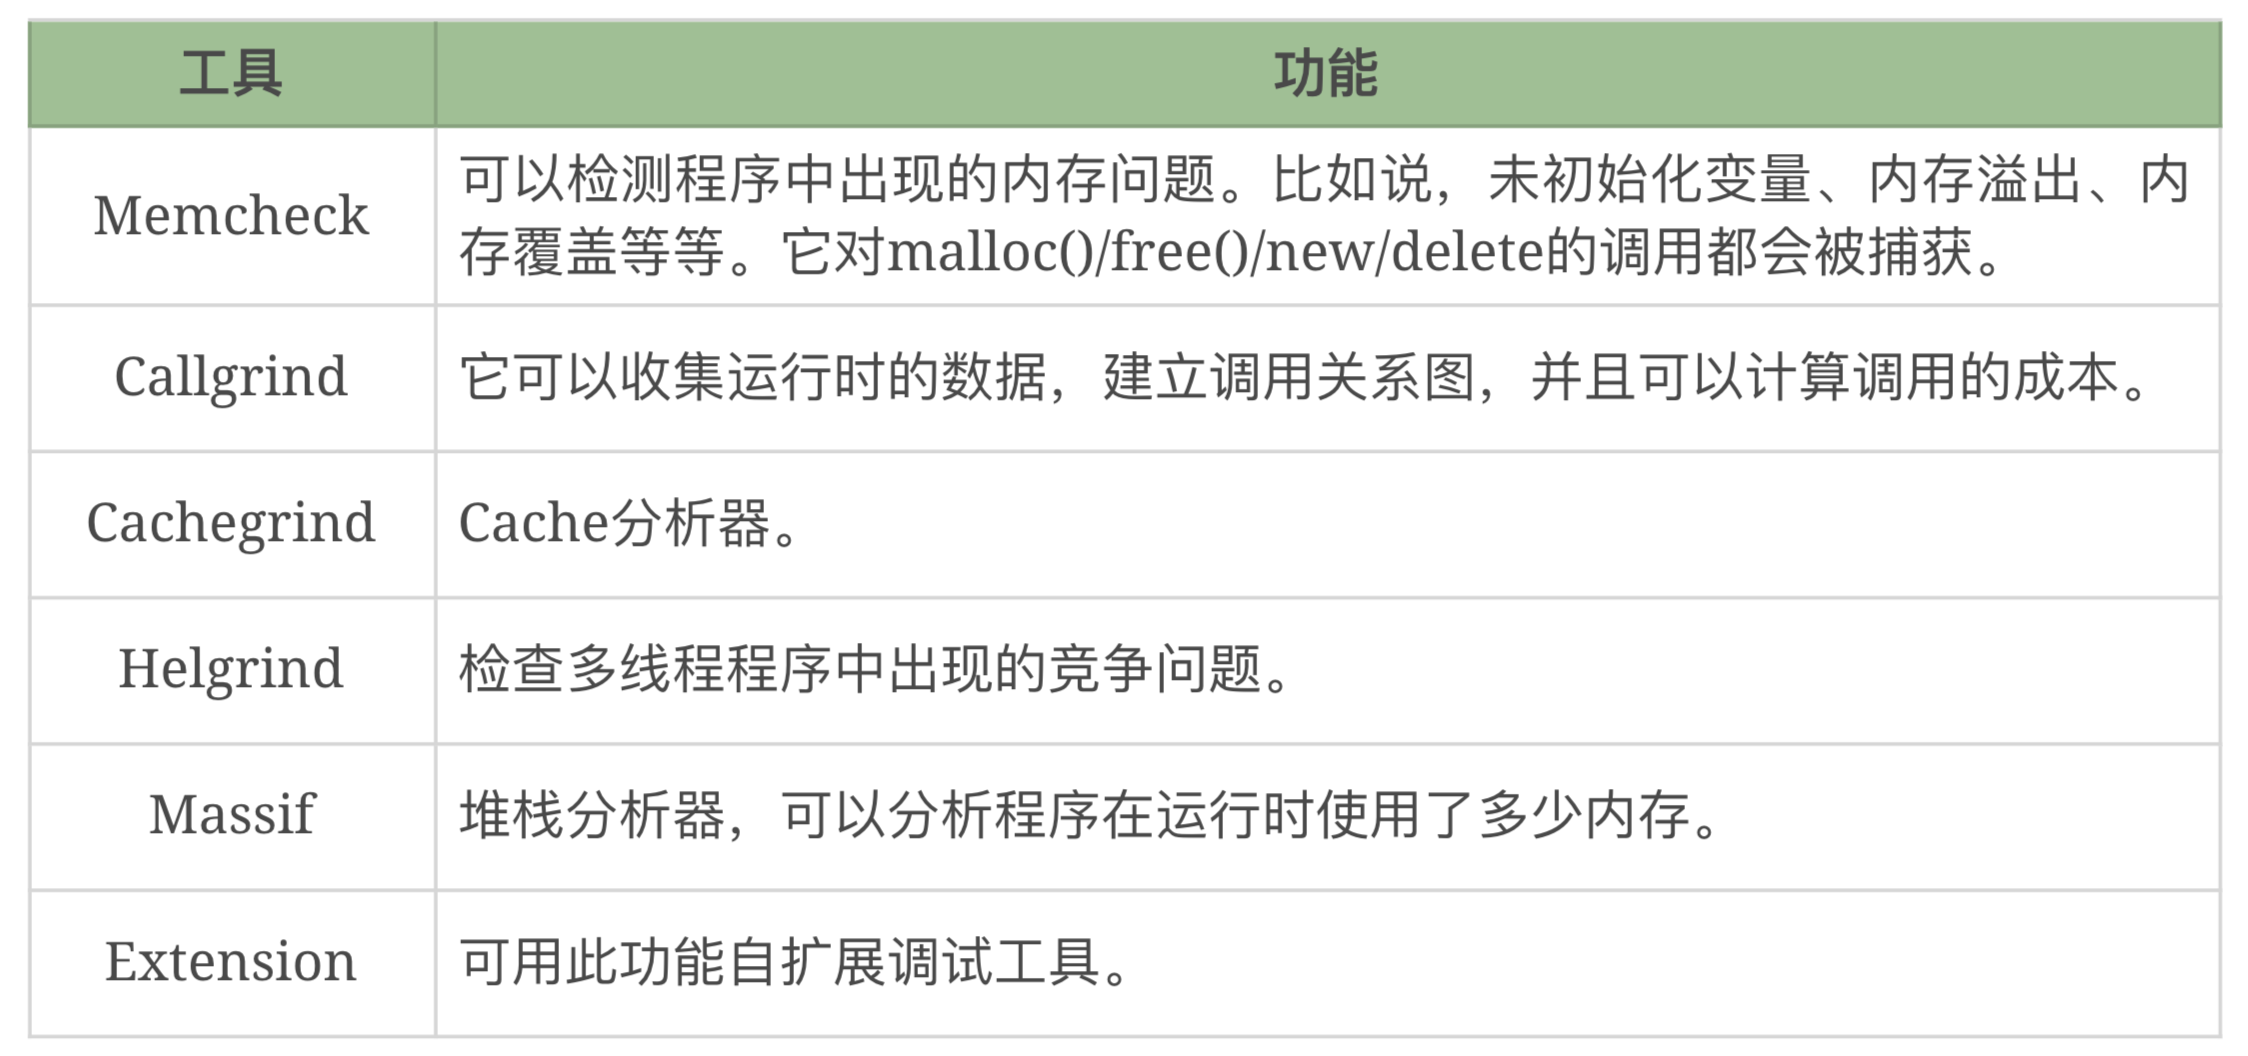 工具 功能
Memcheck 可以检测程序中出现的内存问题。比如说，未初始化变量、内存溢出、内
存覆盖等等。它对malloc()/free()/new/delete的调用都会被捕获。
Callgrind 它可以收集运行时的数据，建立调用关系图，并且可以计算调用的成本。
Cachegrind Cache分析器。
Helgrind 检查多线程程序中出现的竞争问题。
Massif 堆栈分析器，可以分析程序在运行时使用了多少内存。
Extension 可用此功能自扩展调试工具。